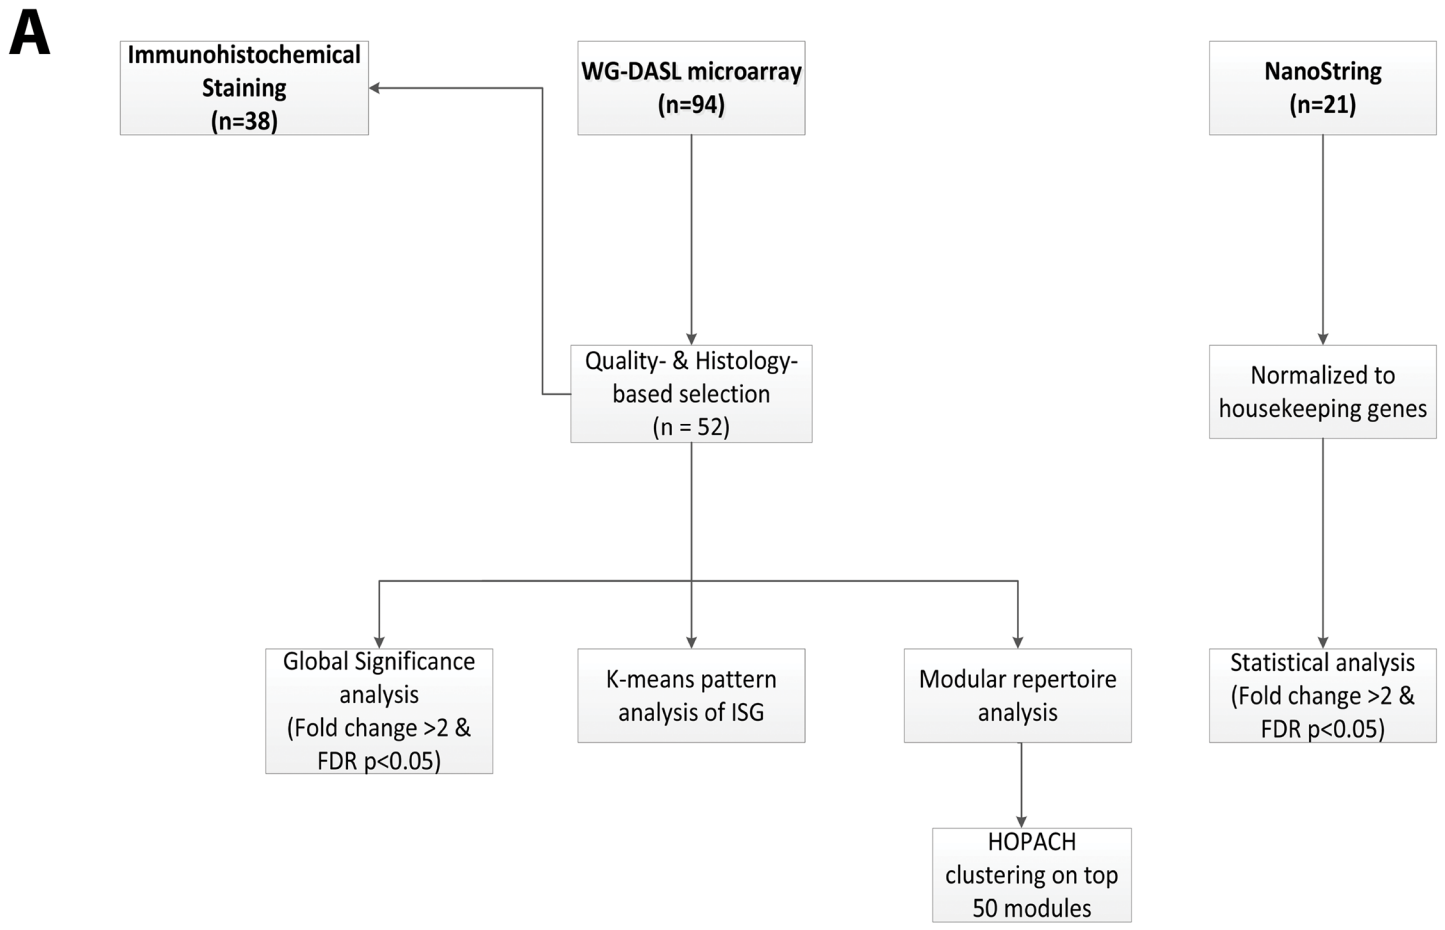 A
Immunohistochemical
Staining
(n=38)
WG-DASL microarray
(n=94)
NanoString
(n=21)
Quality- & Histology-
based selection
(n = 52)
Normalized to
housekeeping genes
Global Significance
analysis
(Fold change >2 &
FDR p<0.05)
K-means pattern
analysis of ISG
Modular repertoire
analysis
Statistical analysis
(Fold change >2 &
FDR p<0.05)
HOPACH
clustering on top
50 modules